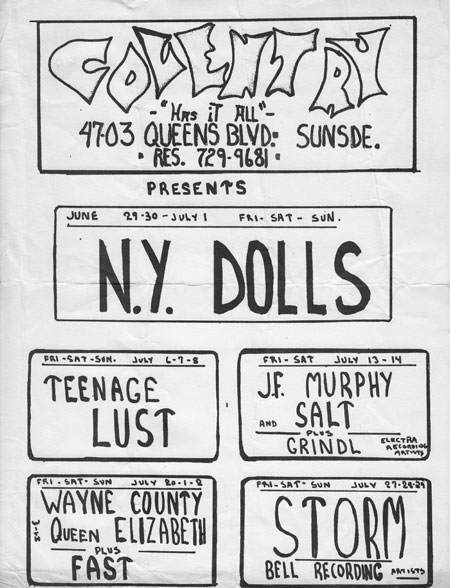 COVENTRY
-"HAS iT ALL"-
47-03 QUEENS BLVD: SUNSDE.
• RES. 729-9681 •
PRESENTS
JUNE 29-30-JULY 1 FRI-SAT-SUN.
N.Y. DOLLS
FRI-SAT-SUN. JULY 6-7-8
TEENAGE
LUST
FRI-SAT JULY 13-14
J.F. MURPHY
AND SALT
PLUS
GRINDL
ELECTRA
RECORDING
ARTISTS
FRI-SAT-SUN JULY 20-1-2
WAYNE COUNTY
WITH QUEEN ELIZABETH
PLUS
FAST
FRI-SAT-SUN JULY 27-28-29
STORM
BELL RECORDING ARTISTS